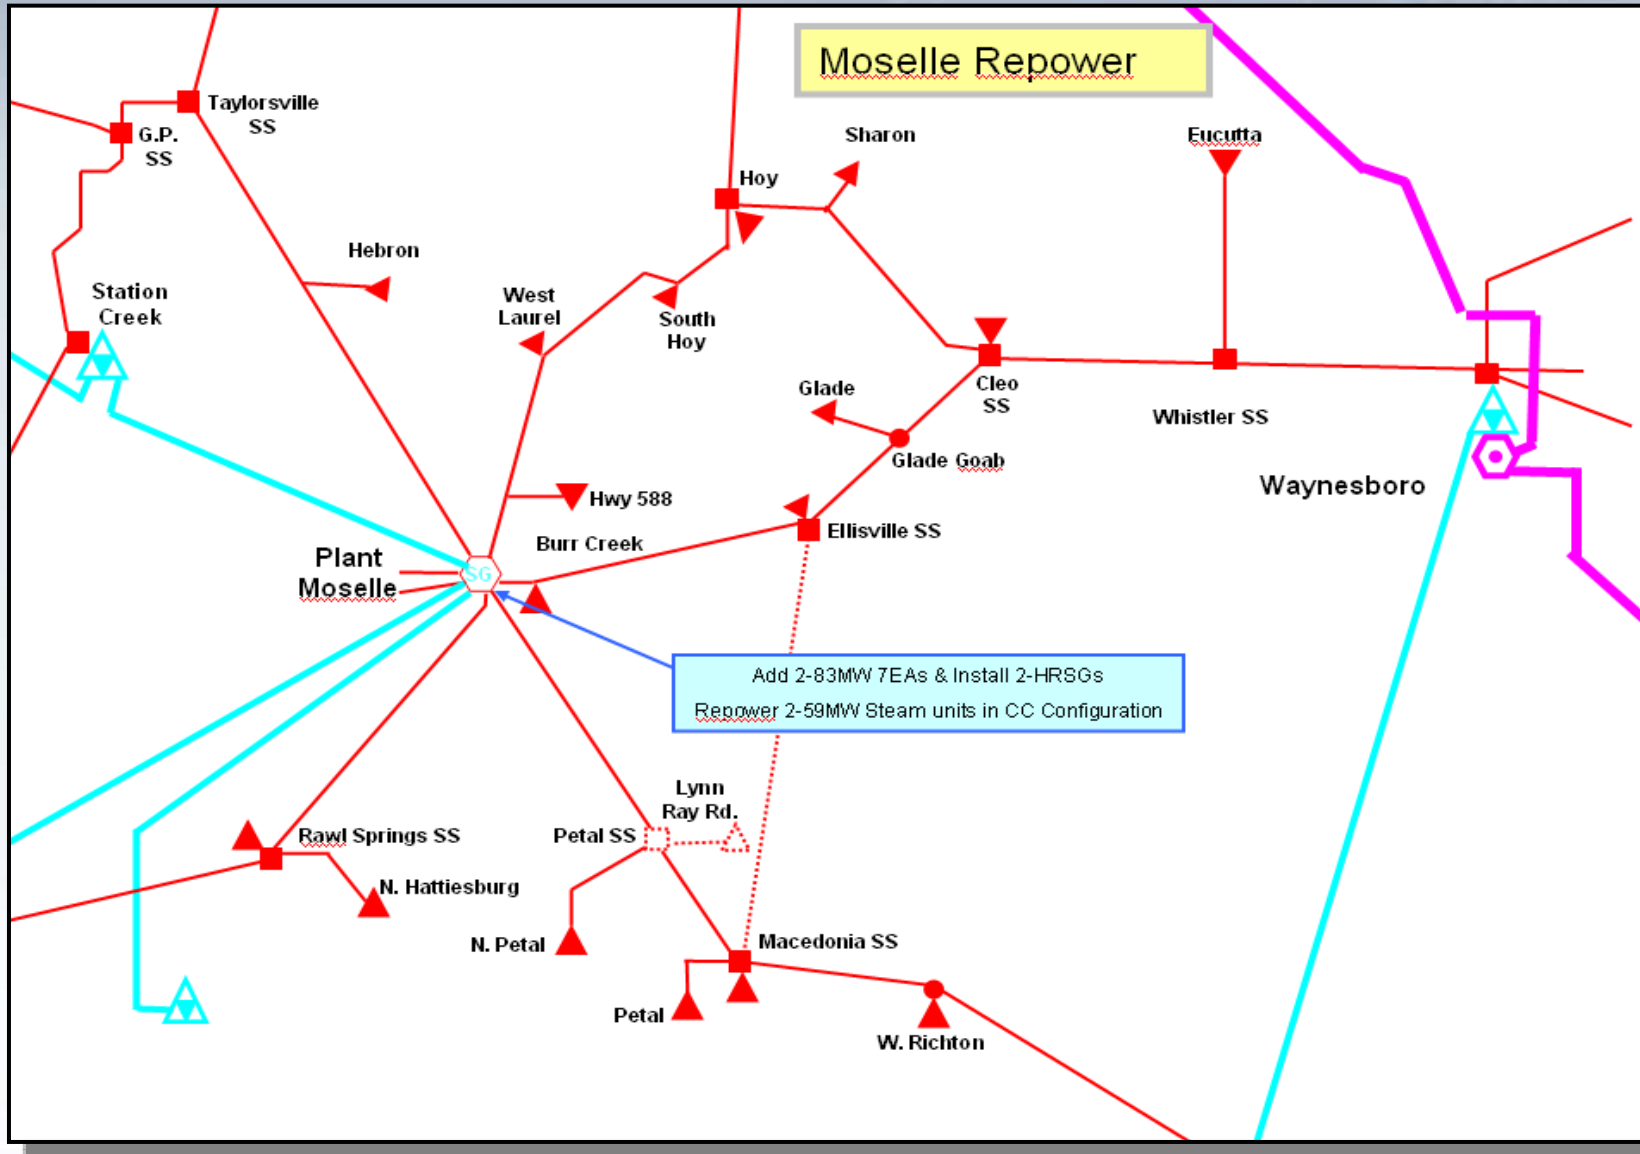 Moselle Repower
Taylorsville
SS
G.P.
SS
Sharon
Eucutta
Hoy
Hebron
Station
Creek
West
Laurel
South
Hoy
Glade
Cleo
SS
Whistler SS
Glade Goab
Waynesboro
Hwy 588
Ellisville SS
Burr Creek
Plant
Moselle
SG
Add 2-83MW 7EAs & Install 2-HRSGs
Repower 2-59MW Steam units in CC Configuration
Lynn
Ray Rd.
Petal SS
Rawl Springs SS
N. Hattiesburg
N. Petal
Macedonia SS
Petal
W. Richton